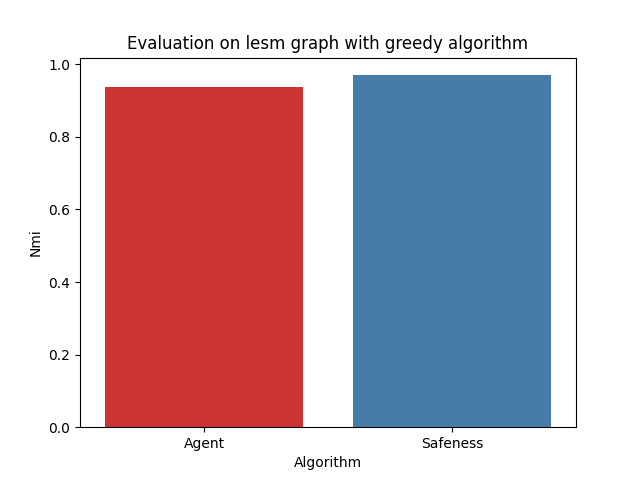 Evaluation on lesm graph with greedy algorithm
1.0
0.8
0.6
0.4
0.2
0.0
Nmi
Agent
Safeness
Algorithm